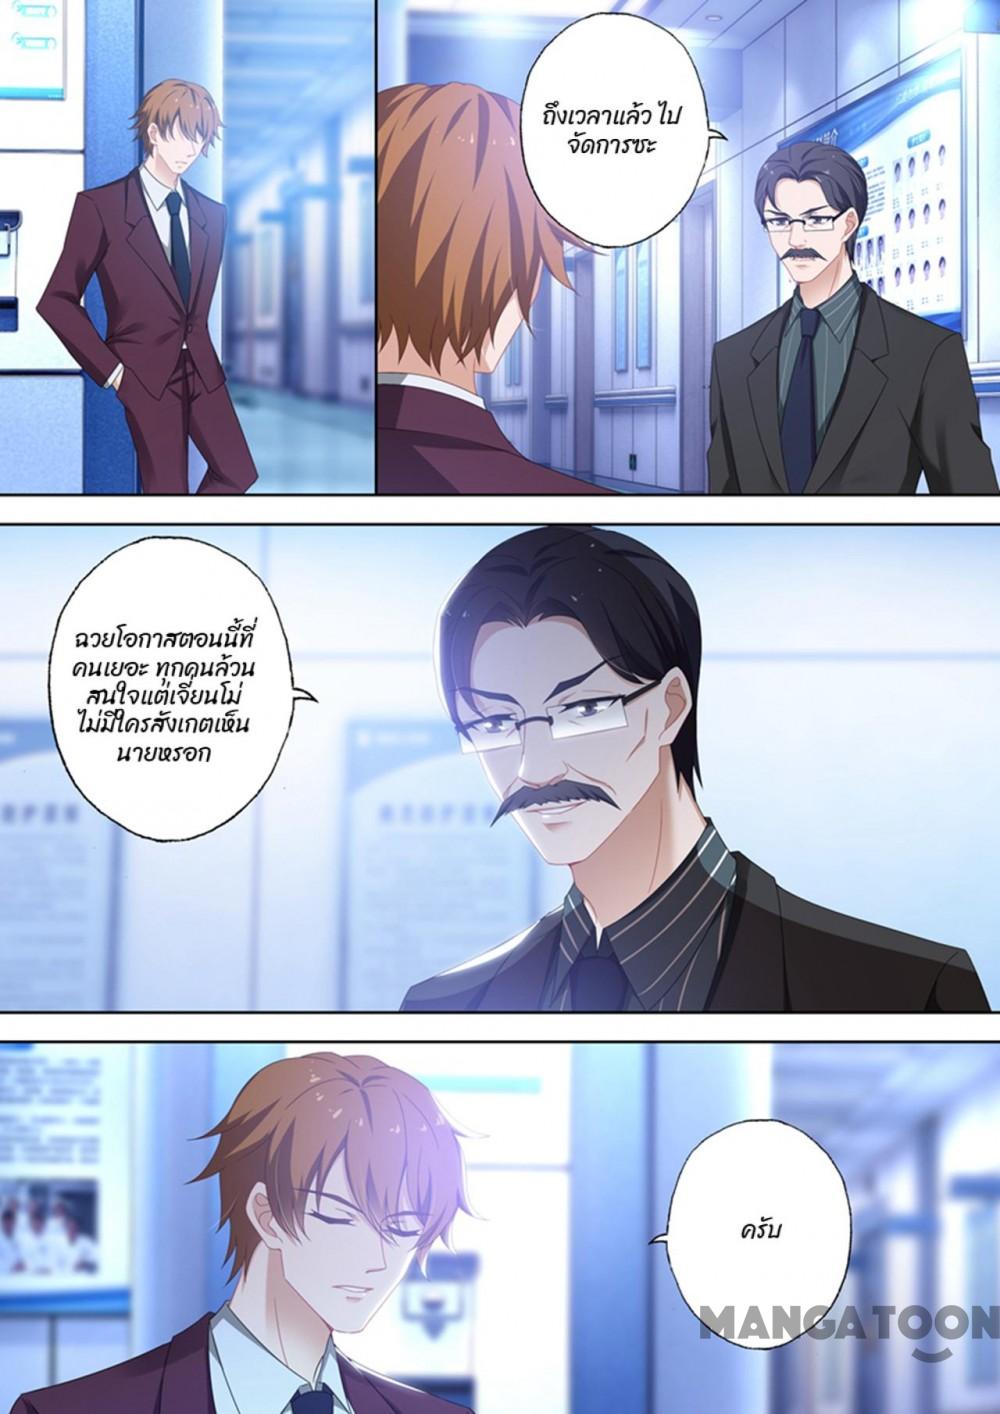 ถึงเวลาแล้ว ไป
จัดการซะ
ฉวยโอกาสตอนนี้ที่
คนเยอะ ทุกคนล้วน
สนใจแต่เจี่ยนโม่
ไม่มีใครสังเกตเห็น
นายหรอก
ครับ
MANGATOON